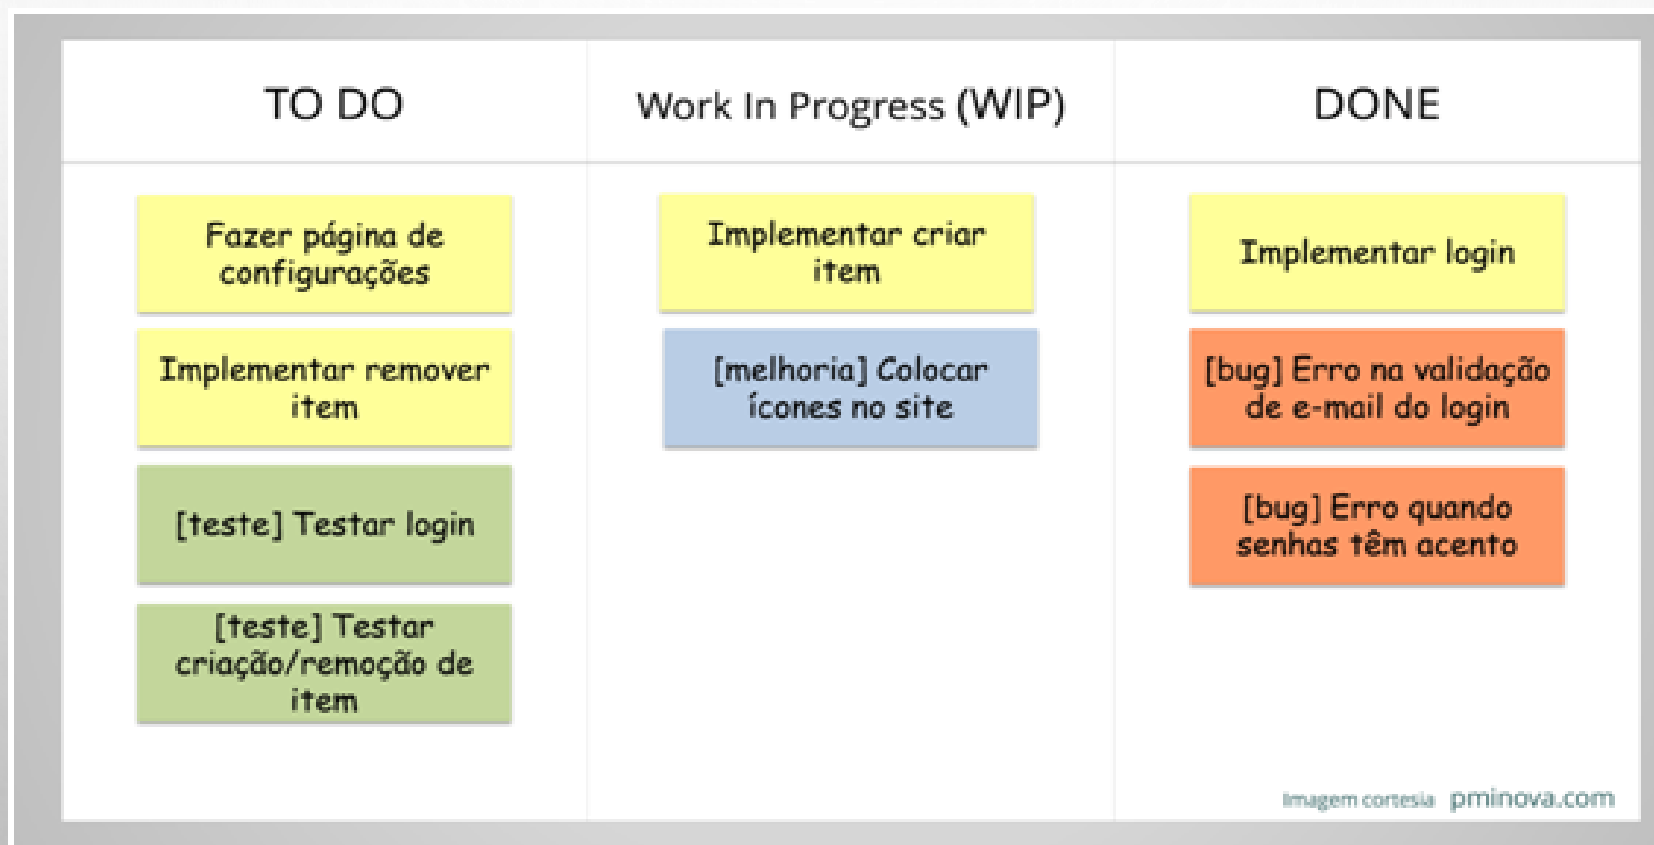 TO DO
Work In Progress (WIP)
DONE
Fazer página de
configurações
Implementar remover
item
[teste] Testar login
[teste] Testar
criação/remoção de
item
Implementar criar
item
[melhoria] Colocar
ícones no site
Implementar login
[bug] Erro na validação
de e-mail do login
[bug] Erro quando
senhas têm acento
Imagem cortesia pminova.com